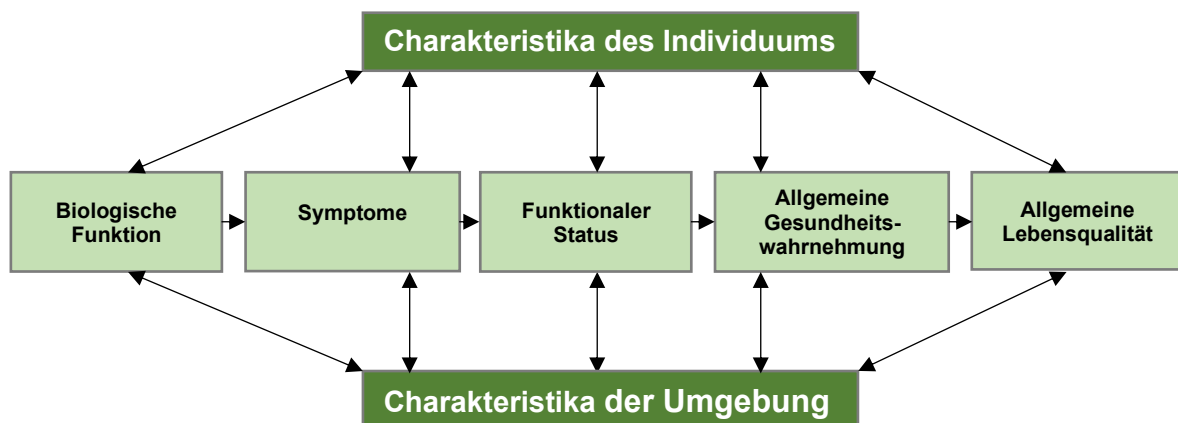 Charakteristika des Individuums
Biologische
Funktion
Symptome
Funktionaler
Status
Allgemeine
Gesundheits-
wahrnehmung
Allgemeine
Lebensqualität
Charakteristika der Umgebung